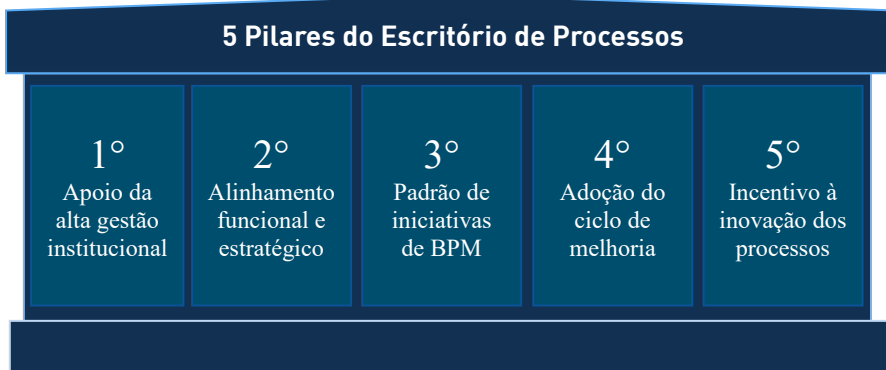 5 Pilares do Escritório de Processos
1°
Apoio da
alta gestão
institucional
2°
Alinhamento
funcional e
estratégico
3°
Padrão de
iniciativas
de BPM
4°
Adoção do
ciclo de
melhoria
5°
Incentivo à
inovação dos
processos